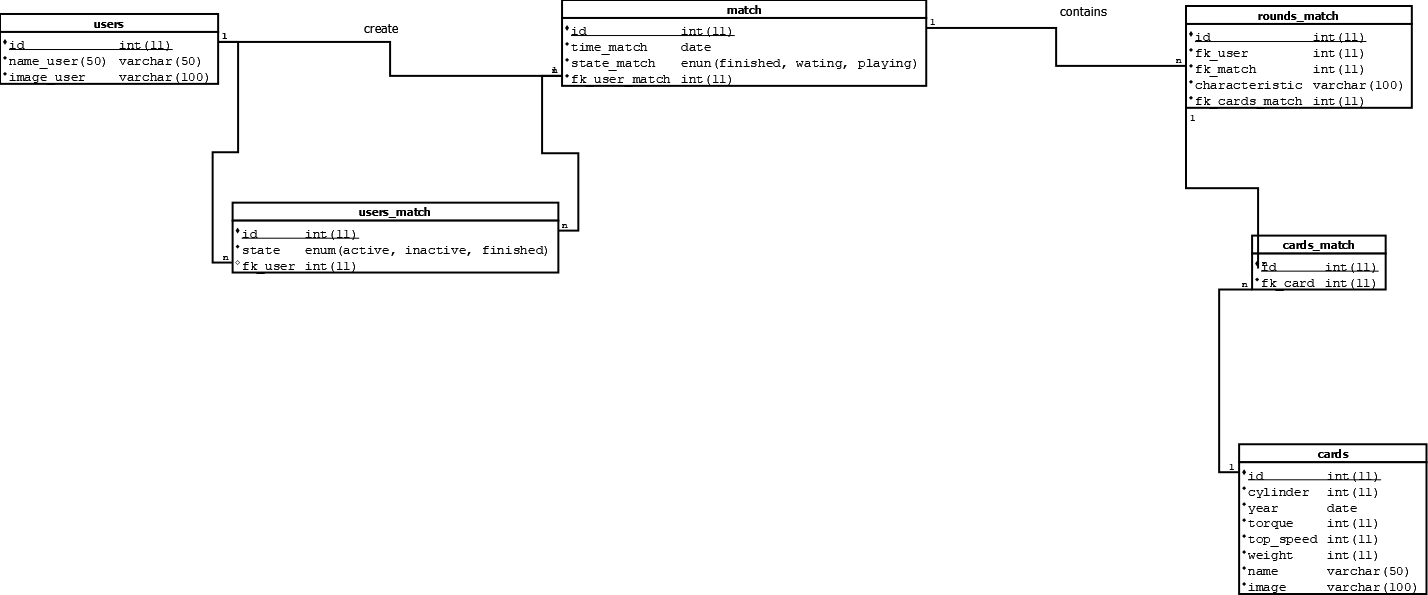 users
id int(11)
name_user(50) varchar(50)
image_user varchar(100)
1
create
match
id int(11)
time_match date
state_match enun(finished, wating, playing)
fk_user_match int(11)
1
contains
n
rounds_match
id int(11)
fk_user int(11)
fk_match int(11)
characteristic varchar(100)
fk_cards_match int(11)
1
users_match
id int(11)
state enum(active, inactive, finished)
fk_user int(11)
n
n
cards_match
id int(11)
fk_card int(11)
n
n
cards
1
id int(11)
cylinder int(11)
year date
torque int(11)
top_speed int(11)
weight int(11)
name varchar(50)
image varchar(100)